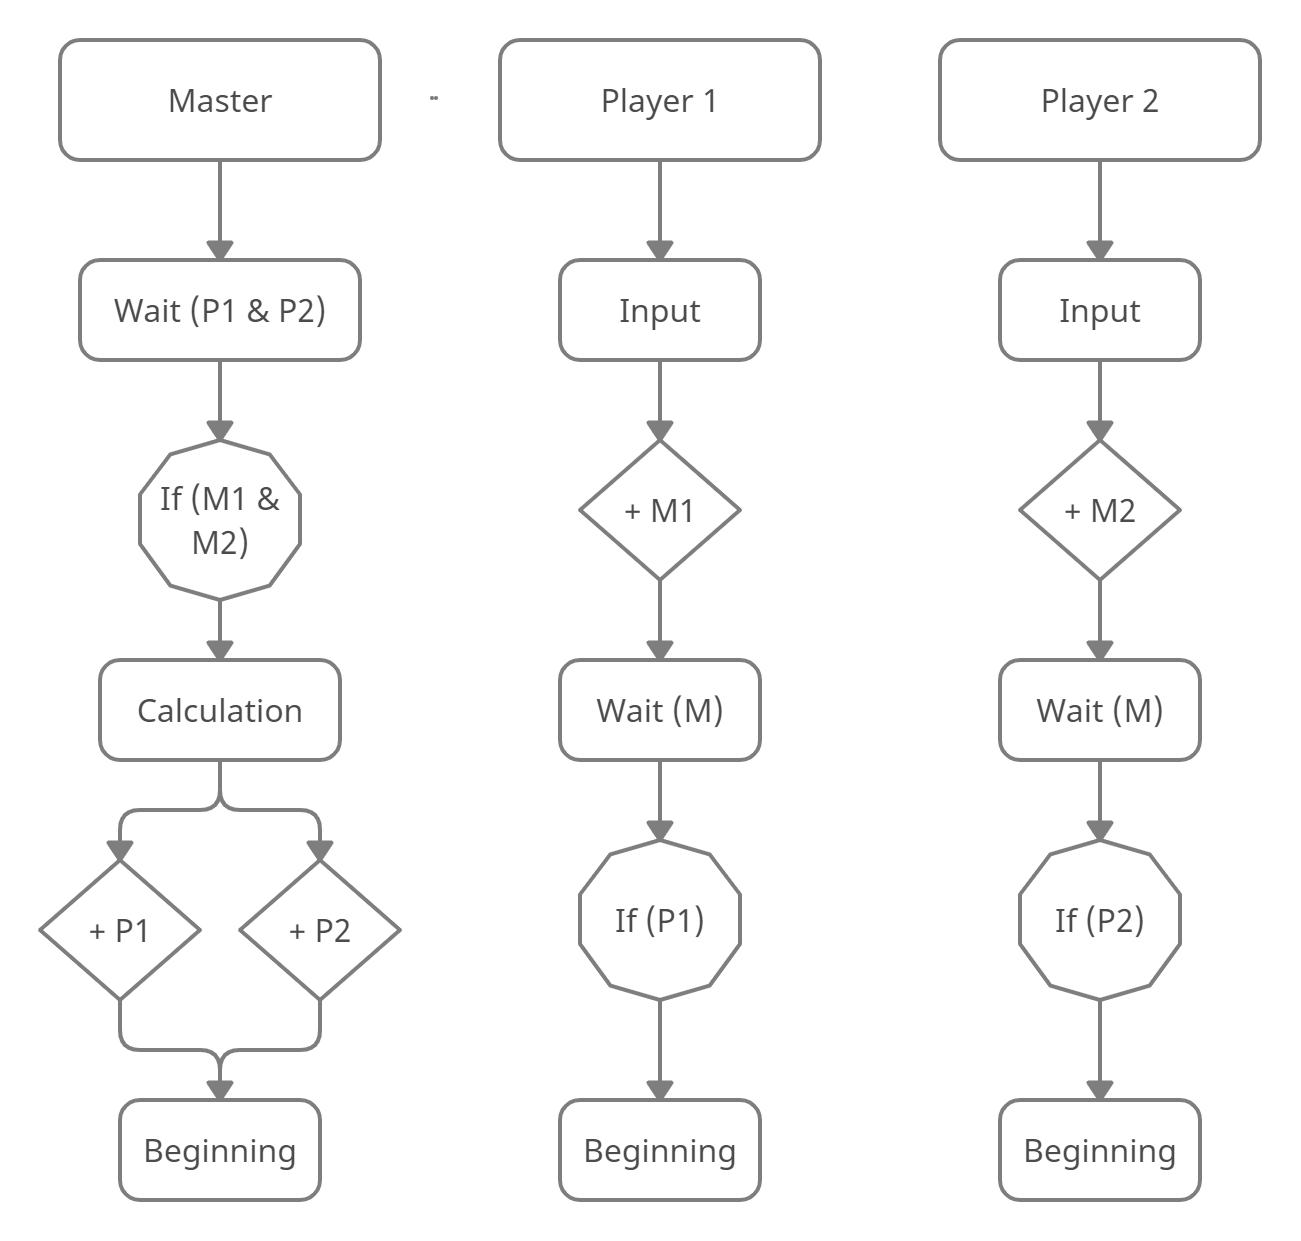 Master
Player 1
Player 2
Wait (P1 & P2)
Input
Input
If (M1 &
M2)
+ M1
+ M2
Calculation
Wait (M)
Wait (M)
+ P1
+ P2
If (P1)
If (P2)
Beginning
Beginning
Beginning